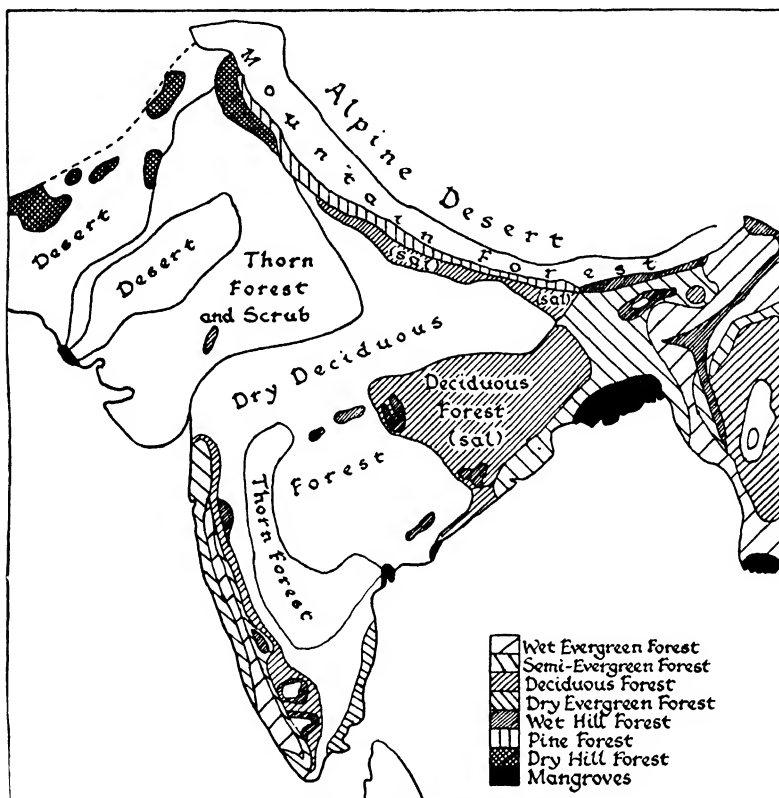 Mountain Forest
Alpine Desert
Desert
Desert
Thorn
Forest
and Scrub
(sal)
(sal)
Dry Deciduous
Forest
Deciduous
Forest
(sal)
Thorn Forest
Wet Evergreen Forest
Semi-Evergreen Forest
Deciduous Forest
Dry Evergreen Forest
Wet Hill Forest
Pine Forest
Dry Hill Forest
Mangroves